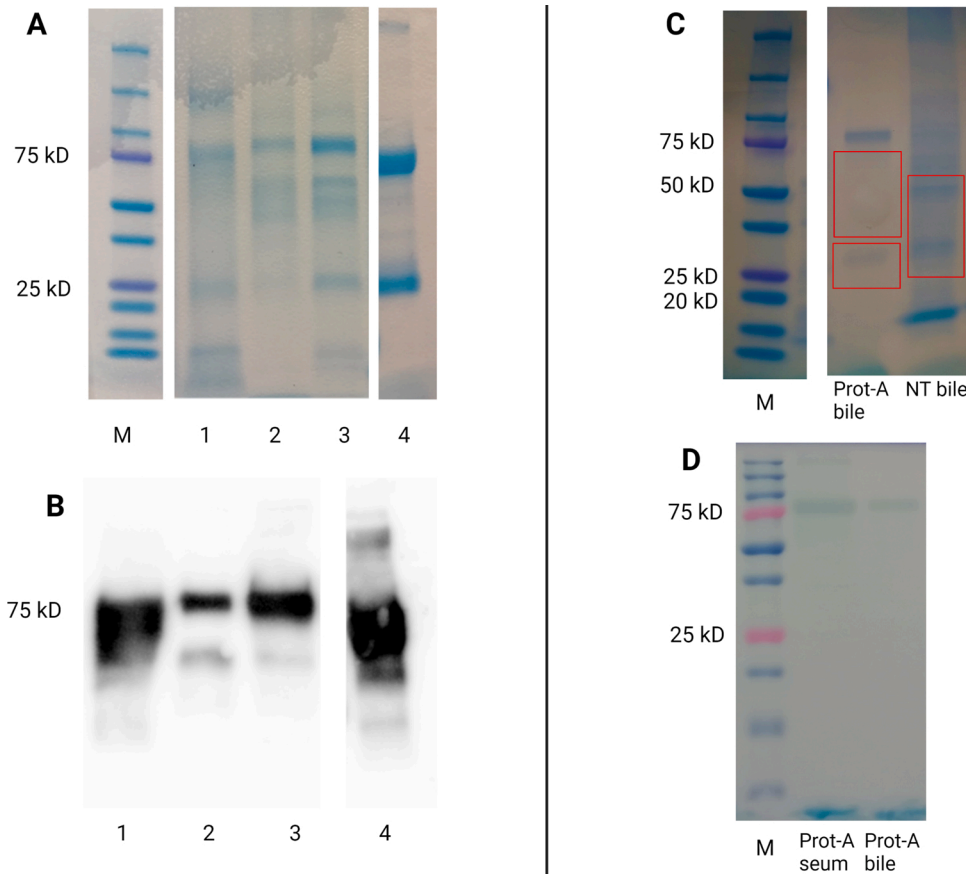 A
75 kD
25 kD
M 1 2 3 4
B
75 kD
1 2 3 4
C
75 kD
50 kD
25 kD
20 kD
M
Prot-A
bile
NT bile
D
75 kD
25 kD
M
Prot-A
seum
Prot-A
bile